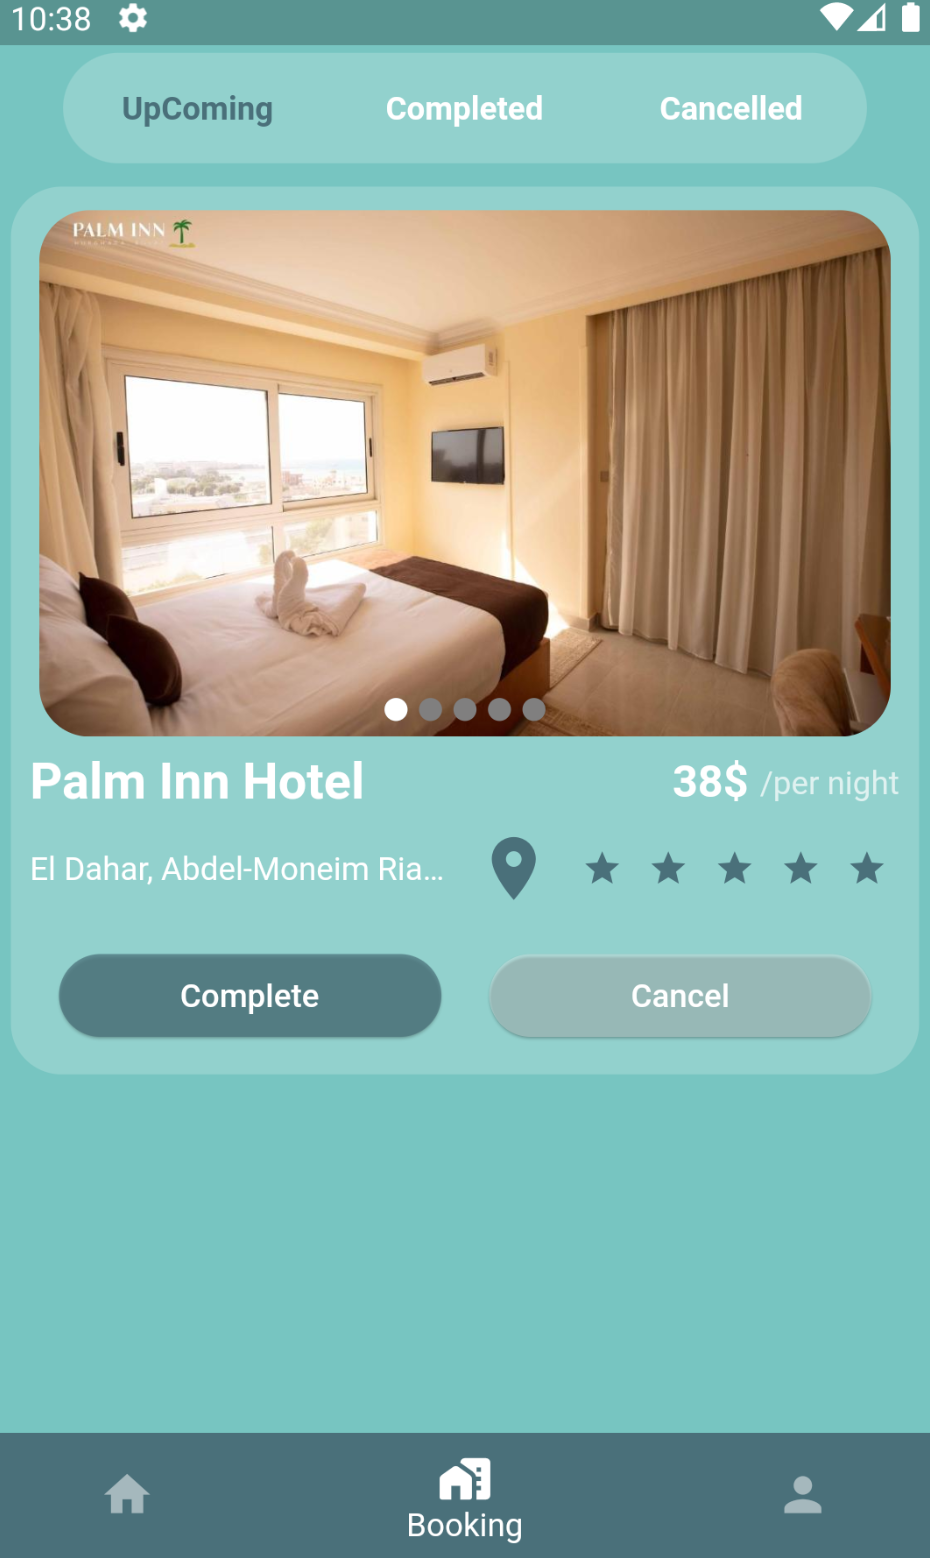 10:38
UpComing Completed Cancelled
PALM INN
Palm Inn Hotel 38$ /per night
El Dahar, Abdel-Moneim Ria...
Complete Cancel
Booking